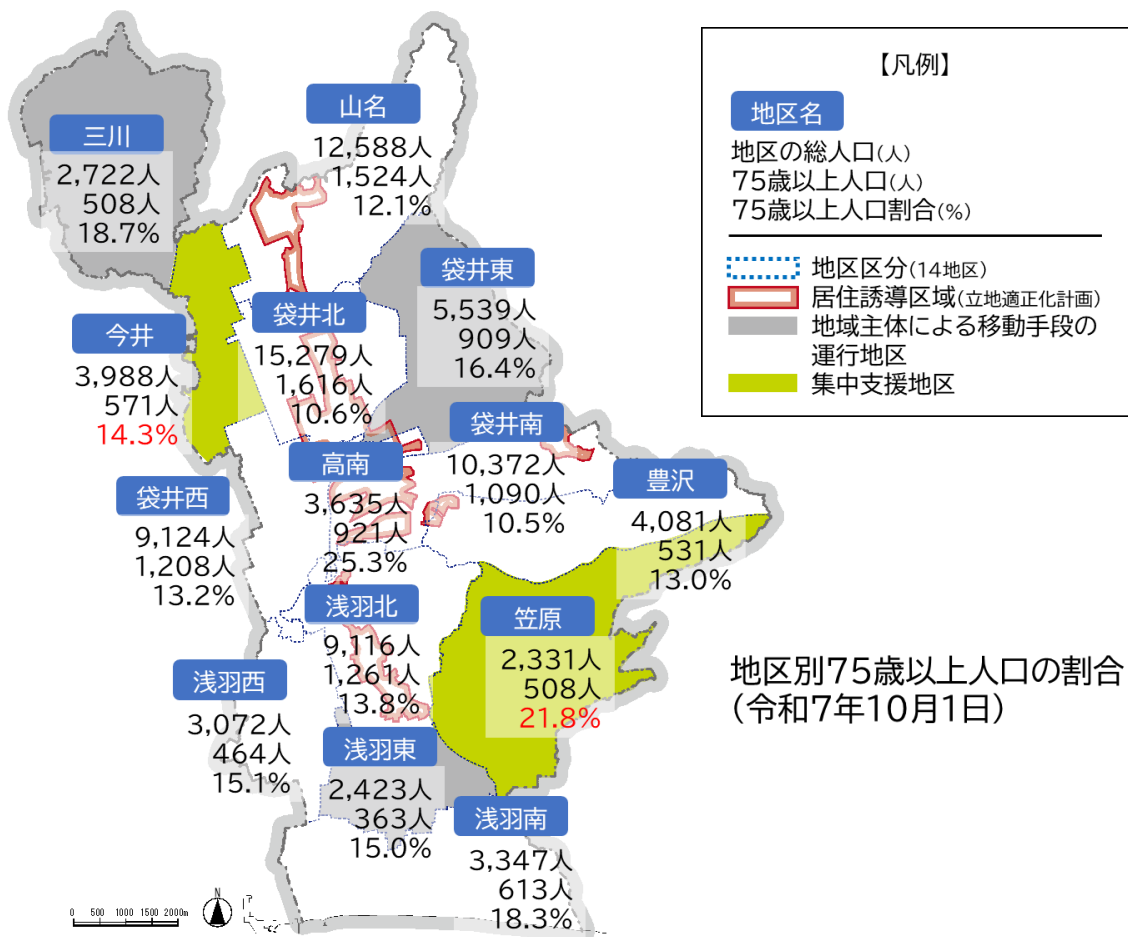 三川
2,722人
508人
18.7%
山名
12,588人
1,524人
12.1%
袋井東
5,539人
909人
16.4%
今井
3,988人
571人
14.3%
袋井北
15,279人
1,616人
10.6%
袋井南
10,372人
1,090人
10.5%
高南
3,635人
921人
25.3%
豊沢
4,081人
531人
13.0%
袋井西
9,124人
1,208人
13.2%
浅羽北
9,116人
1,261人
13.8%
笠原
2,331人
508人
21.8%
浅羽西
3,072人
464人
15.1%
浅羽東
2,423人
363人
15.0%
浅羽南
3,347人
613人
18.3%
【凡例】
地区名
地区の総人口(人)
75歳以上人口(人)
75歳以上人口割合(%)
地区区分(14地区)
居住誘導区域(立地適正化計画)
地域主体による移動手段の
運行地区
集中支援地区
地区別75歳以上人口の割合
(令和7年10月1日)
0 500 1000 1500 2000m
N